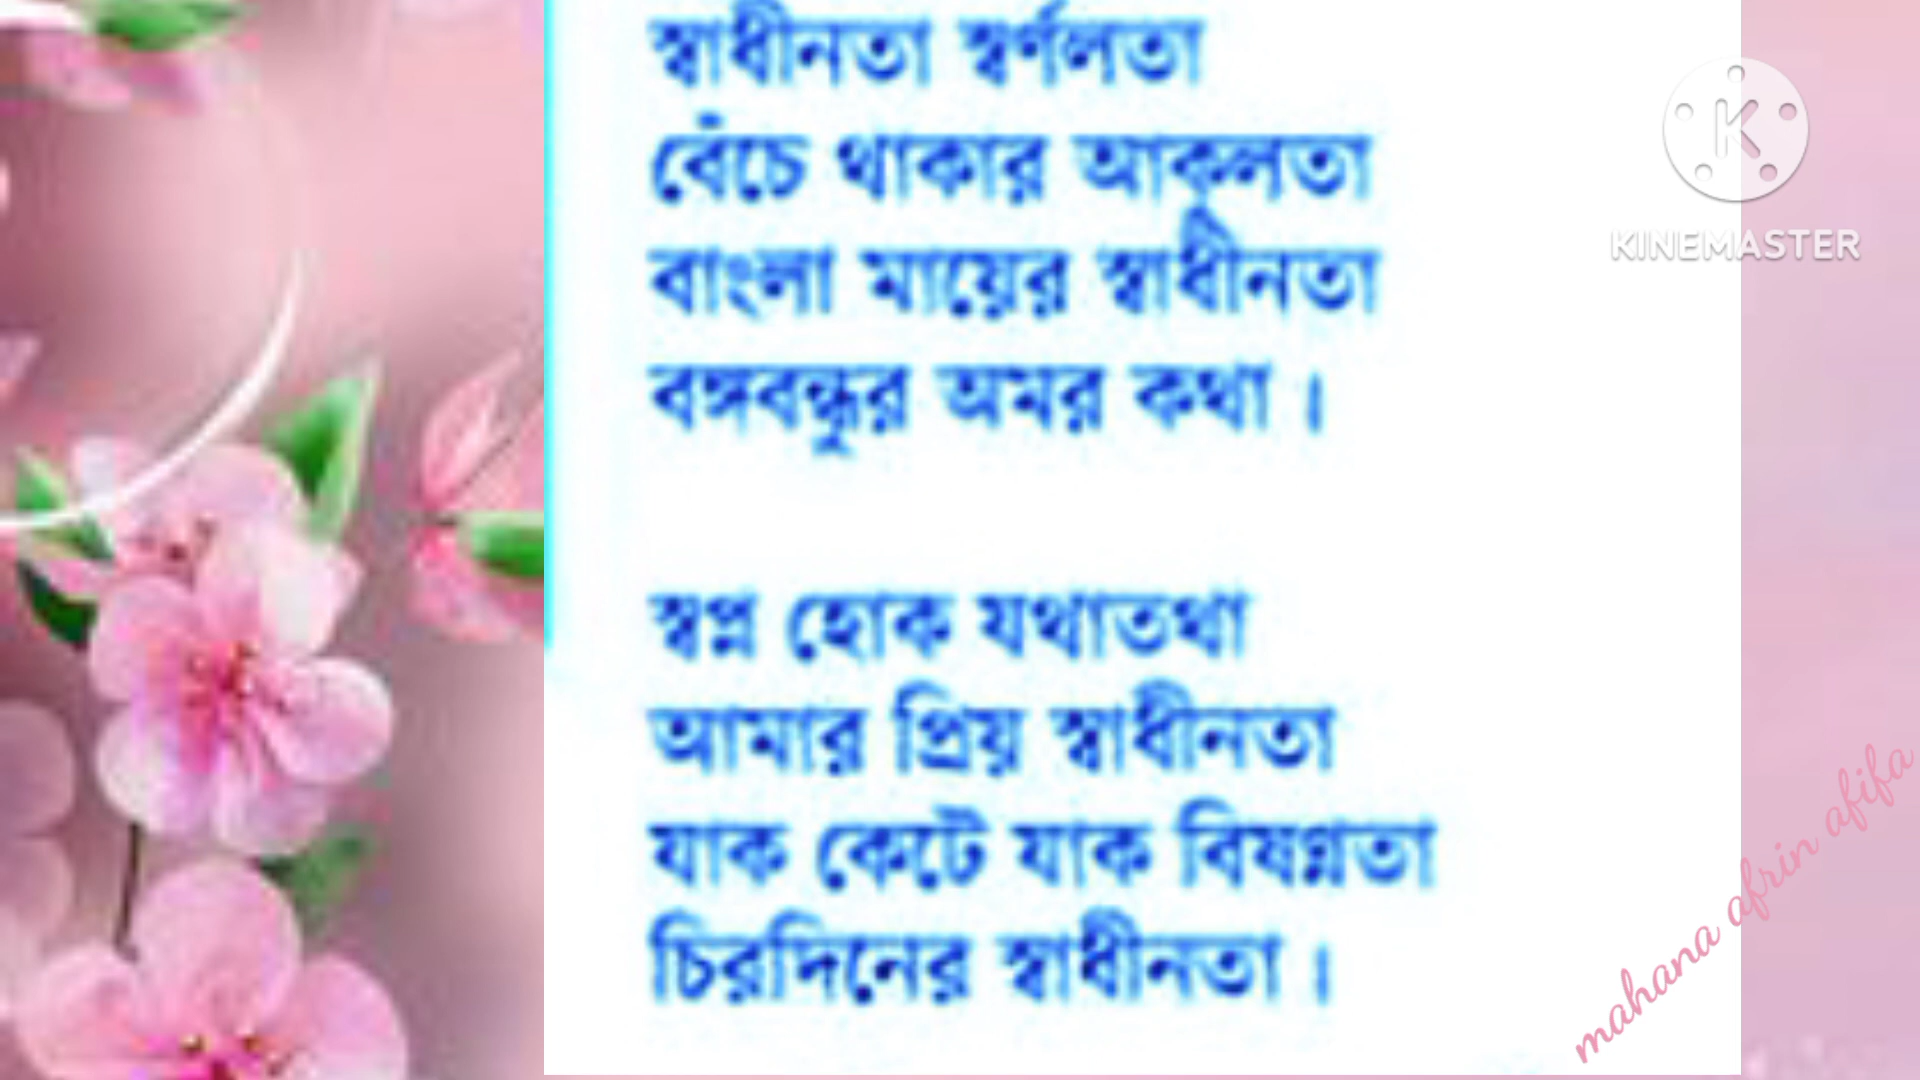 স্বাধীনতা স্বর্ণলতা
বেঁচে থাকার আকুলতা
বাংলা মায়ের স্বাধীনতা
বঙ্গবন্ধুর অমর কথা।
স্বপ্ন হোক যথাতথা
আমার প্রিয় স্বাধীনতা
যাক কেটে যাক বিষণ্নতা
চিরদিনের স্বাধীনতা।
KINEMASTER
mahana afrin afifa